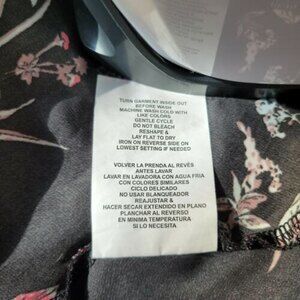 TURN GARMENT INSIDE OUT
BEFORE WASH
MACHINE WASH COLD WITH
LIKE COLORS
GENTLE CYCLE
DO NOT BLEACH
RESHAPE &
LAY FLAT TO DRY
IRON ON REVERSE SIDE ON
LOWEST SETTING IF NEEDED
VOLVER LA PRENDA AL REVÉS
ANTES LAVAR
LAVAR EN LAVADORA CON AGUA FRIA
CON COLORES SIMILARES
CICLO DELICADO
NO USAR BLANQUEADOR
REAJUSTAR &
HACER SECAR EXTENDIDO EN PLANO
PLANCHAR AL REVERSO
EN MINIMA TEMPERATURA
SI LO NECESITA